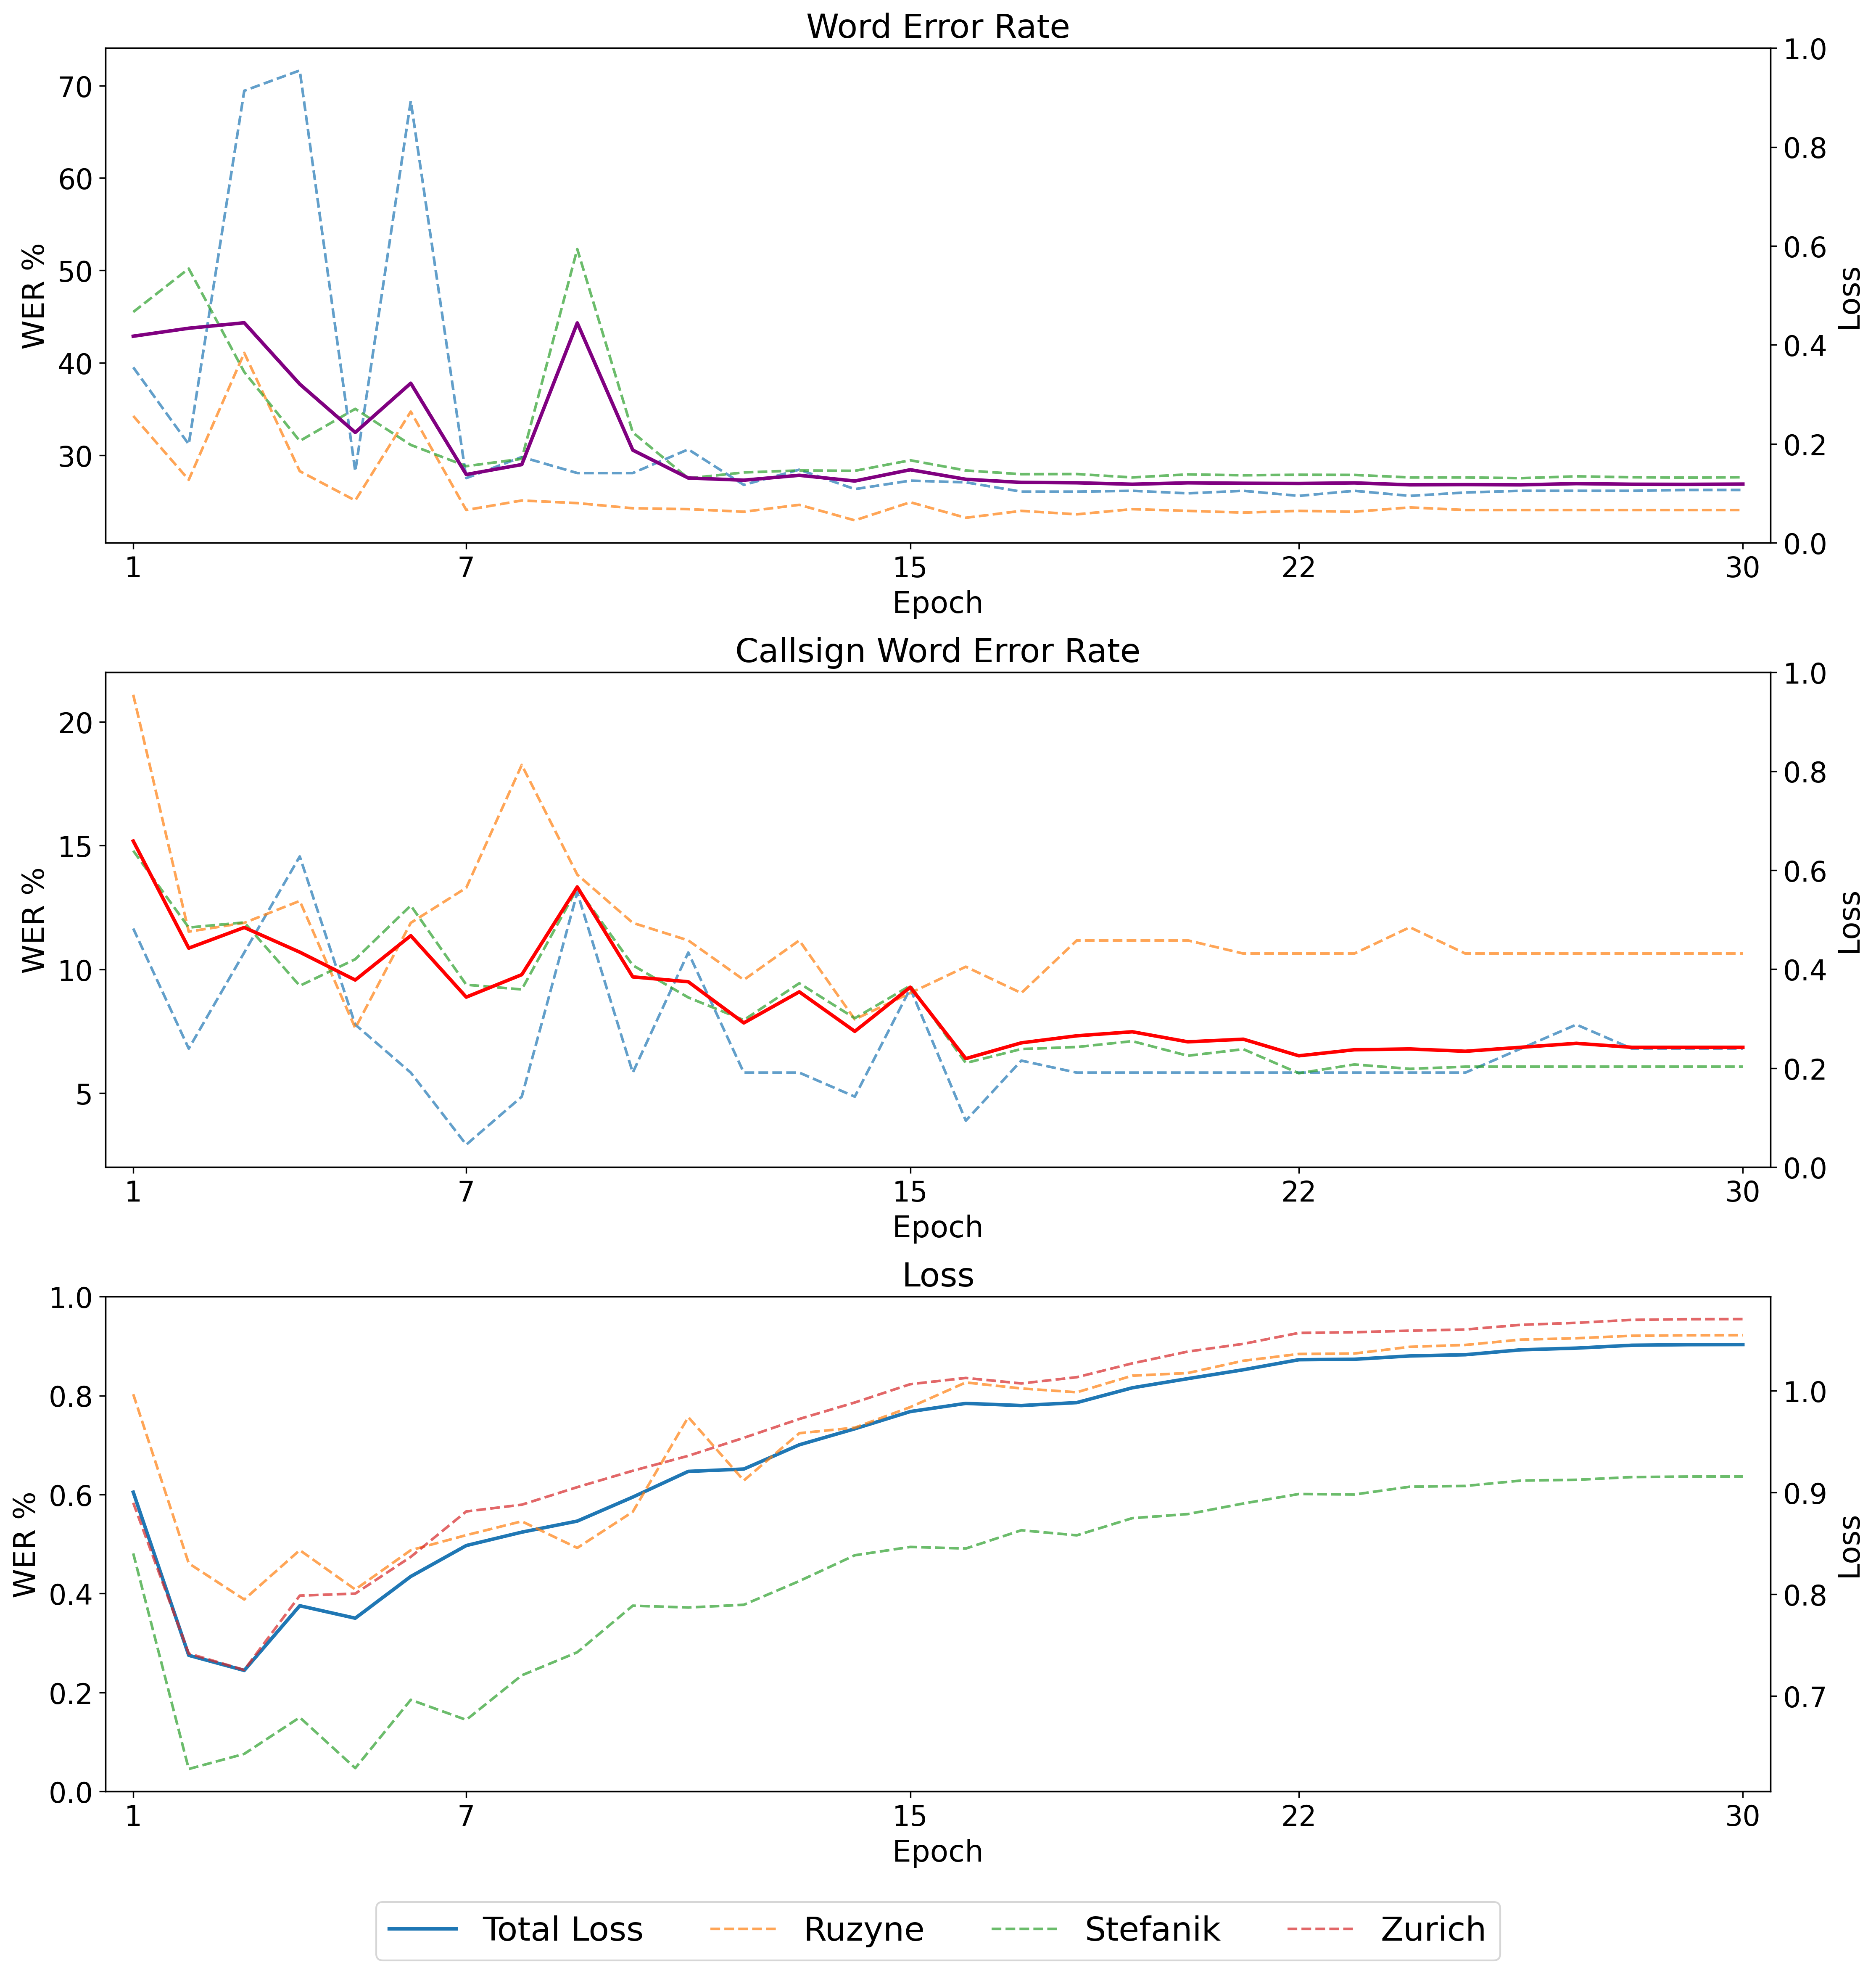 Word Error Rate
70
60
50
40
30
WER %
1.0
0.8
0.6
0.4
0.2
0.0
Loss
1 7 15 22 30
Epoch
Callsign Word Error Rate
20
15
10
5
WER %
1.0
0.8
0.6
0.4
0.2
0.0
Loss
1 7 15 22 30
Epoch
Loss
1.0
0.8
0.6
0.4
0.2
0.0
WER %
1.0
0.9
0.8
0.7
Loss
1 7 15 22 30
Epoch
Total Loss Ruzyne Stefanik Zurich